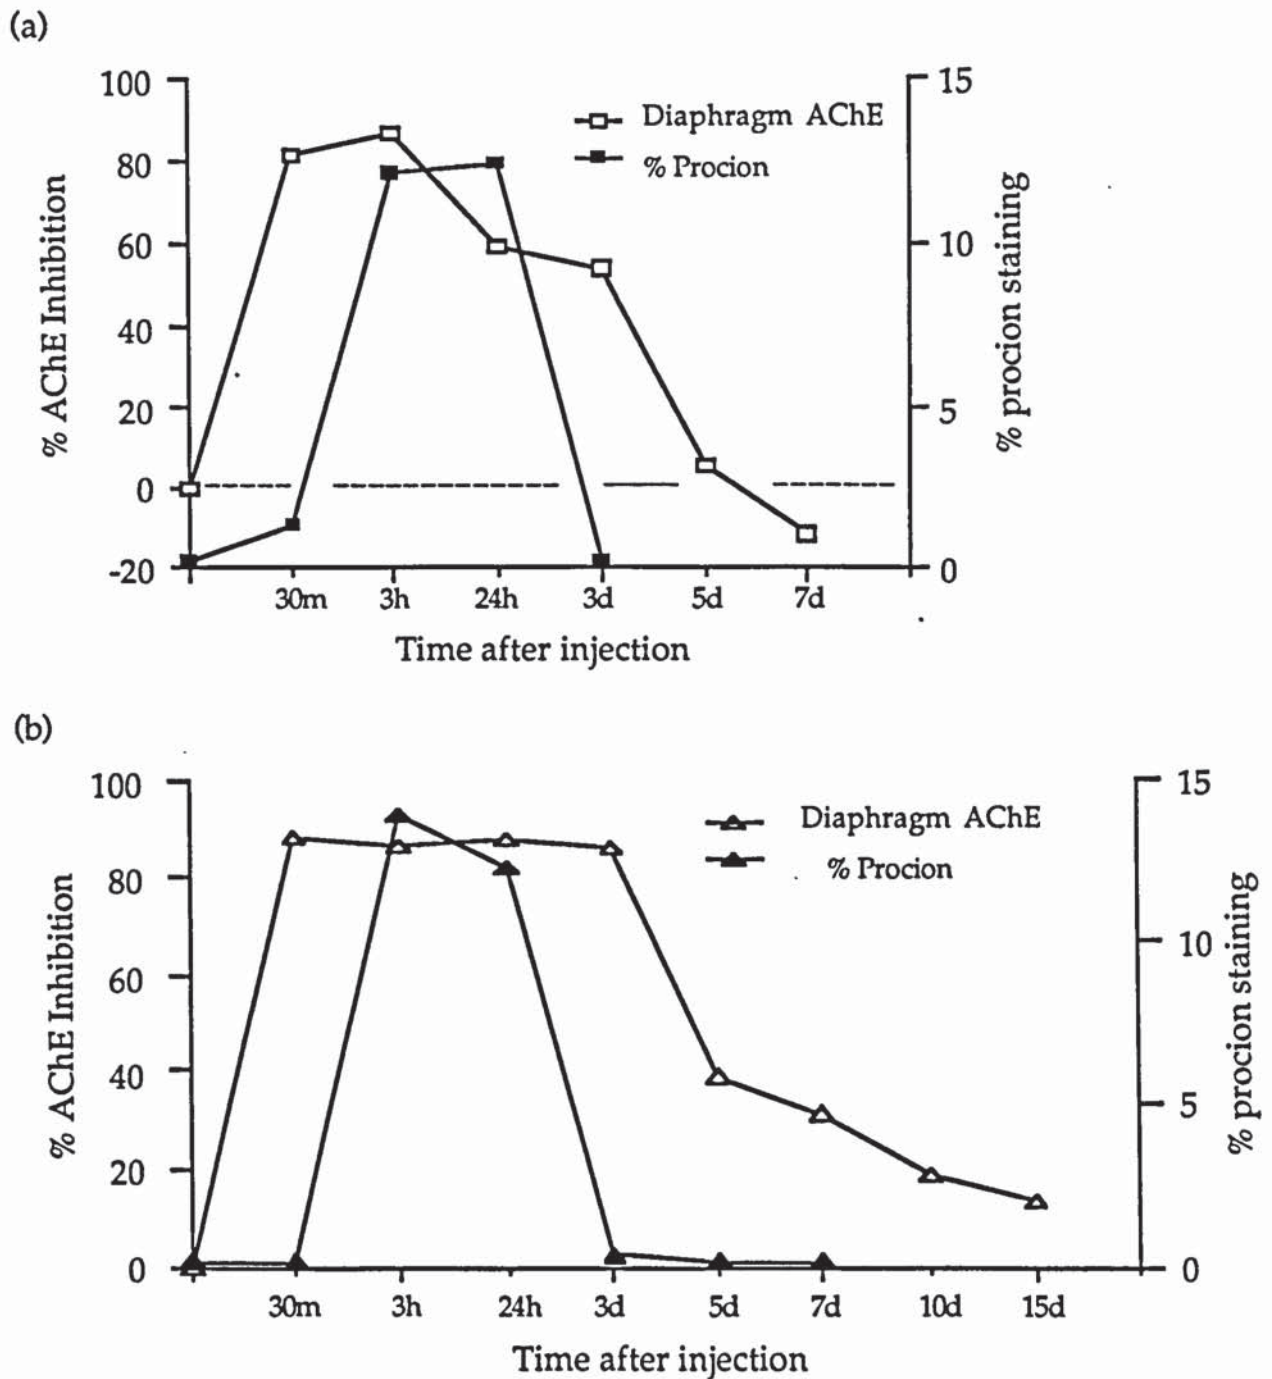 (a)
100
80
60
40
20
0
-20
% AChE Inhibition
15
10
5
0
% procion staining
Diaphragm AChE
% Procion
30m 3h 24h 3d 5d 7d
Time after injection
(b)
100
80
60
40
20
0
% AChE Inhibition
15
10
5
0
% procion staining
Diaphragm AChE
% Procion
30m 3h 24h 3d 5d 7d 10d 15d
Time after injection